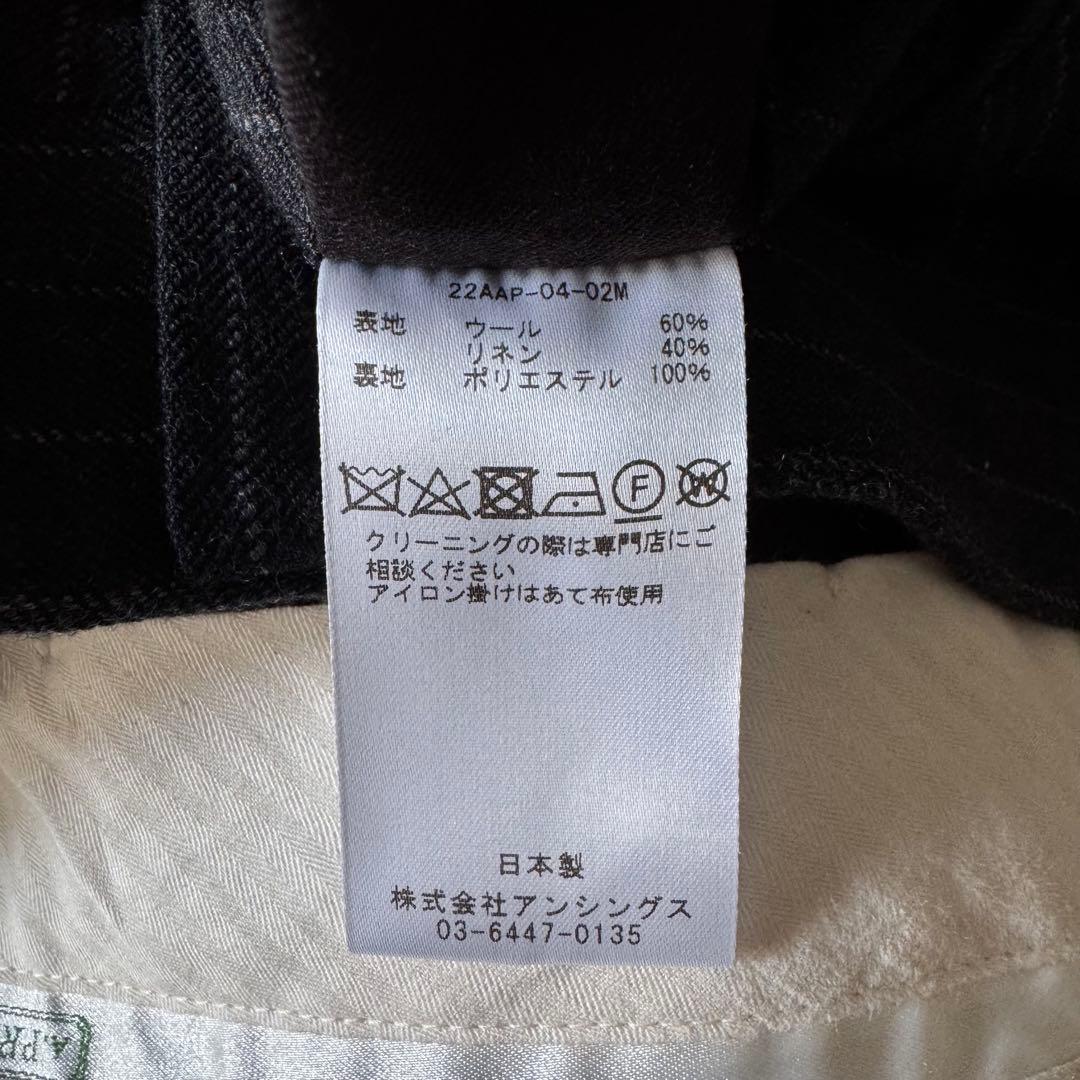 22AAP-04-02M
表地 ウール 60%
リネン 40%
裏地 ポリエステル 100%
F W
クリーニングの際は専門店にご
相談ください
アイロン掛けはあて布使用
日本製
株式会社アンシングス
03-6447-0135
A.PR